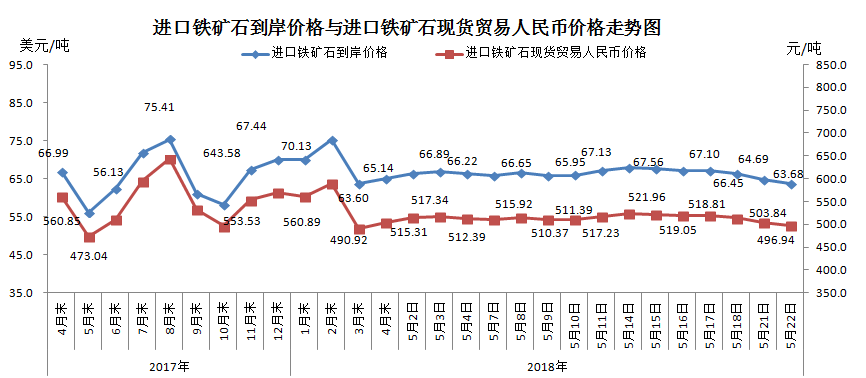 进口铁矿石到岸价格与进口铁矿石现货贸易人民币价格走势图
美元/吨
元/吨
进口铁矿石到岸价格
进口铁矿石现货贸易人民币价格
95.0
85.0
75.0
65.0
55.0
45.0
35.0
850.0
800.0
750.0
700.0
650.0
600.0
550.0
500.0
450.0
400.0
350.0
66.99
56.13
75.41
643.58
67.44
70.13
63.60
65.14
66.89
66.22
66.65
65.95
67.13
67.56
67.10
66.45
64.69
63.68
560.85
473.04
553.53
560.89
490.92
515.31
517.34
512.39
515.92
510.37
511.39
517.23
521.96
519.05
518.81
503.84
496.94
4月末
5月末
6月末
7月末
8月末
9月末
10月末
11月末
12月末
1月末
2月末
3月末
4月末
5月2日
5月3日
5月4日
5月7日
5月8日
5月9日
5月10日
5月11日
5月14日
5月15日
5月16日
5月17日
5月18日
5月21日
5月22日
2017年
2018年